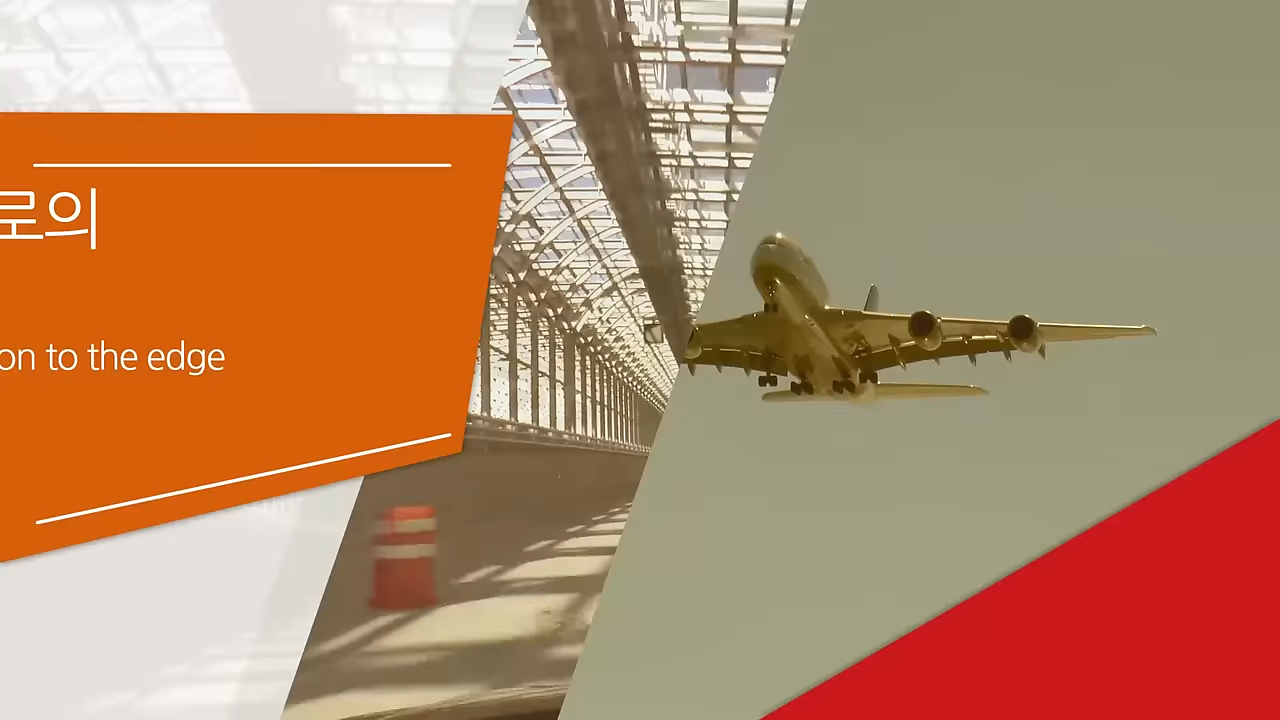 로의
on to the edge